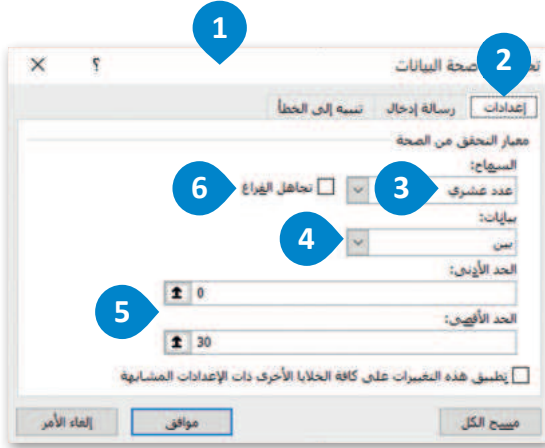 1
تح صحة البيانات ؟ ×
2
إعدادات رسالة إدخال تنبيه إلى الخطأ
معيار التحقق من الصحة
السماح:
عدد عشري 3 تجاهل الفراغ 6
بيانات:
بين 4
الحد الأدنى:
0
5
الحد الأقصى:
30
تطبيق هذه التغييرات على كافة الخلايا الأخرى ذات الإعدادات المشابهة
مسح الكل موافق إلغاء الأمر